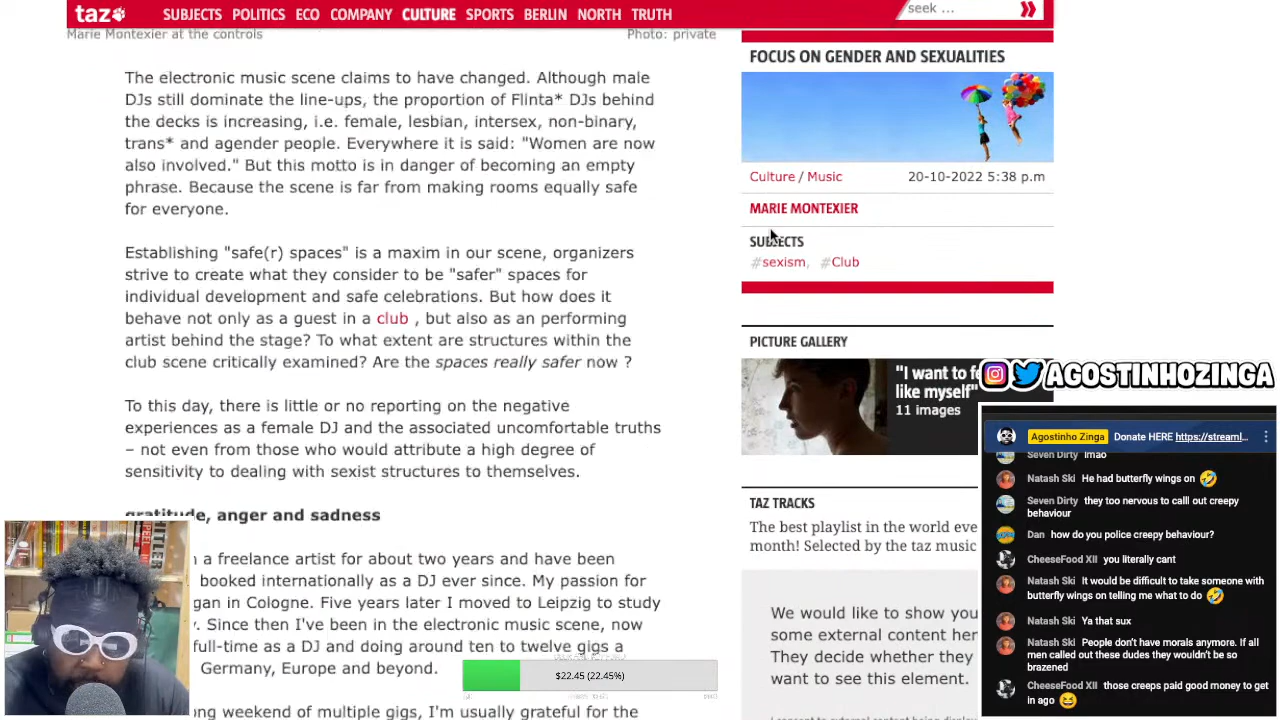 taz
SUBJECTS POLITICS ECO COMPANY CULTURE SPORTS BERLIN NORTH TRUTH
seek ...
Marie Montexier at the controls
Photo: private
The electronic music scene claims to have changed. Although male
DJs still dominate the line-ups, the proportion of Flinta* DJs behind
the decks is increasing, i.e. female, lesbian, intersex, non-binary,
trans* and agender people. Everywhere it is said: "Women are now
also involved." But this motto is in danger of becoming an empty
phrase. Because the scene is far from making rooms equally safe
for everyone.
Establishing "safe(r) spaces" is a maxim in our scene, organizers
strive to create what they consider to be "safer" spaces for
individual development and safe celebrations. But how does it
behave not only as a guest in a club , but also as an performing
artist behind the stage? To what extent are structures within the
club scene critically examined? Are the spaces really safer now ?
To this day, there is little or no reporting on the negative
experiences as a female DJ and the associated uncomfortable truths
– not even from those who would attribute a high degree of
sensitivity to dealing with sexist structures to themselves.
gratitude, anger and sadness
n a freelance artist for about two years and have been
booked internationally as a DJ ever since. My passion for
gan in Cologne. Five years later I moved to Leipzig to study
. Since then I've been in the electronic music scene, now
full-time as a DJ and doing around ten to twelve gigs a
Germany, Europe and beyond.
ong weekend of multiple gigs, I'm usually grateful for the
$22.45 (22.45%)
FOCUS ON GENDER AND SEXUALITIES
Culture / Music 20-10-2022 5:38 p.m
MARIE MONTEXIER
SUBJECTS
#sexism, #Club
PICTURE GALLERY
"I want to fe
like myself"
11 images
TAZ TRACKS
The best playlist in the world eve
month! Selected by the taz music
We would like to show you
some external content her
They decide whether they
want to see this element.
AGOSTINHOZINGA
Agostinho Zinga Donate HERE https://streaml...
Seven Dirty lmao
Natash Ski He had butterfly wings on
Seven Dirty they too nervous to calll out creepy
behaviour
Dan how do you police creepy behaviour?
CheeseFood XII you literally cant
Natash Ski It would be difficult to take someone with
butterfly wings on telling me what to do
Natash Ski Ya that sux
Natash Ski People don't have morals anymore. If all
men called out these dudes they wouldn't be so
brazened
CheeseFood XII those creeps paid good money to get
in ago